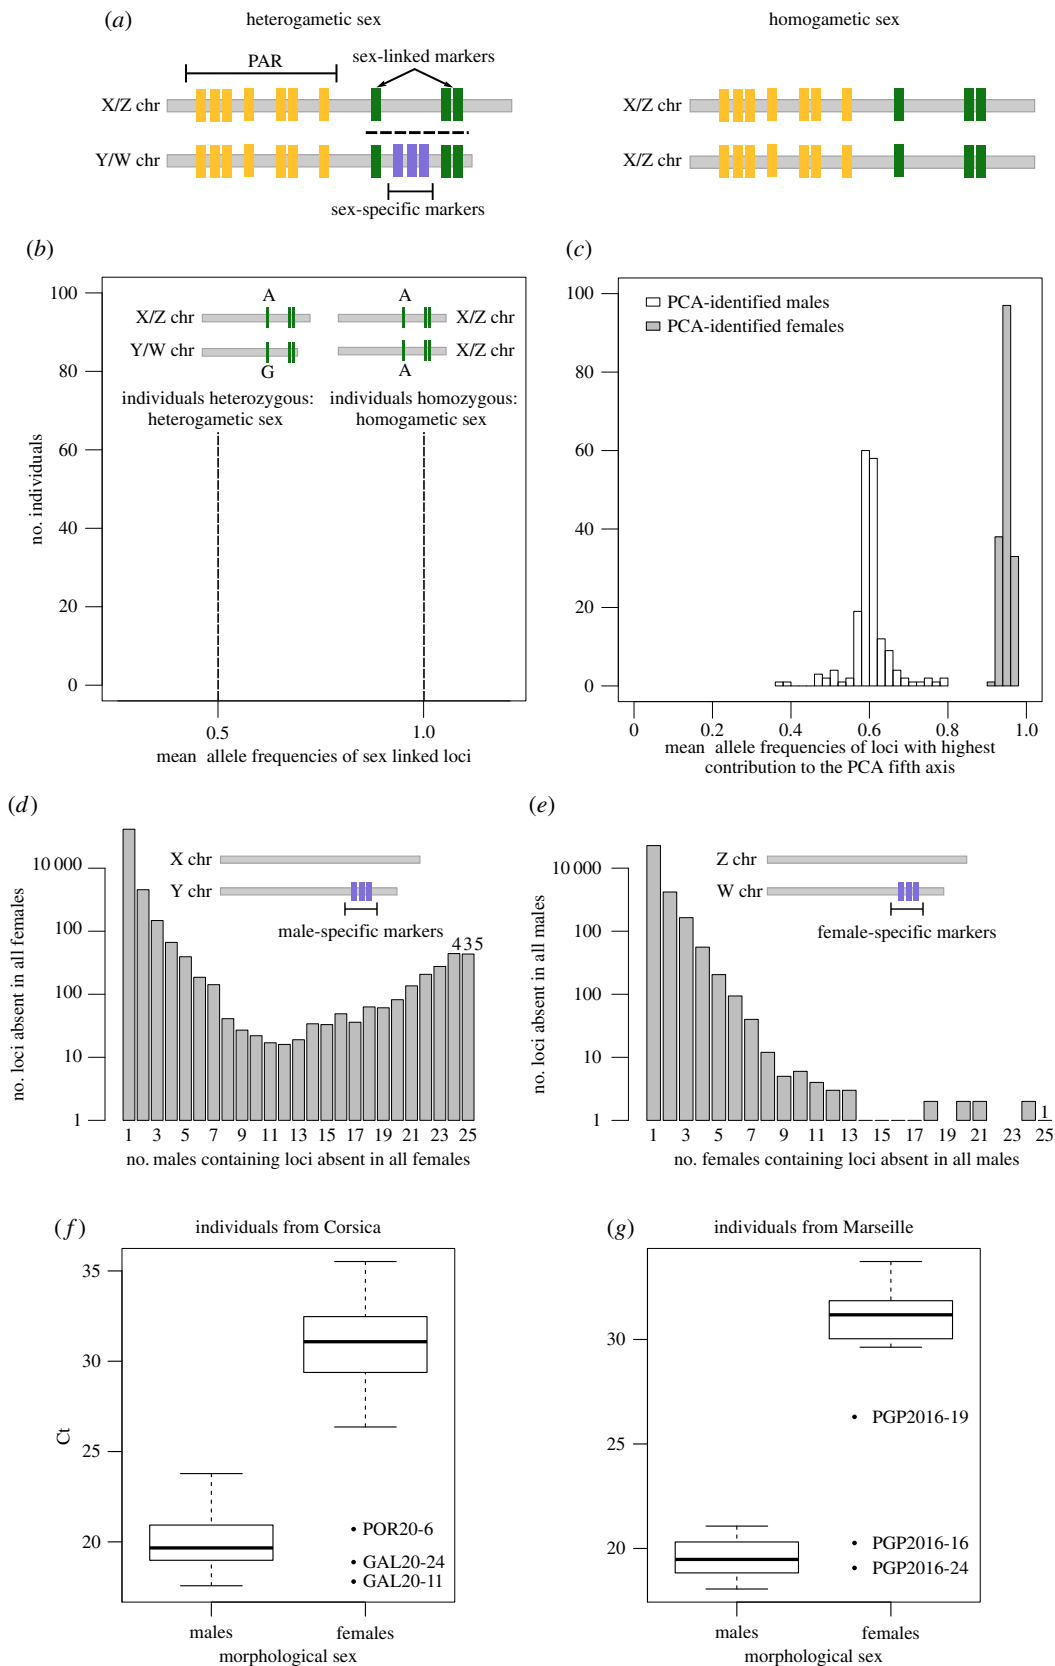 (a)
heterogametic sex
homogametic sex
PAR
sex-linked markers
X/Z chr
Y/W chr
sex-specific markers
X/Z chr
X/Z chr
(b)
no. individuals
100
80
60
40
20
0
A
A
X/Z chr
X/Z chr
Y/W chr
X/Z chr
G
A
individuals heterozygous:
heterogametic sex
individuals homozygous:
homogametic sex
0.5
1.0
mean allele frequencies of sex linked loci
(c)
100
80
60
40
20
0
PCA-identified males
PCA-identified females
0
0.2
0.4
0.6
0.8
1.0
mean allele frequencies of loci with highest
contribution to the PCA fifth axis
(d)
no. loci absent in all females
10 000
1000
100
10
1
X chr
Y chr
male-specific markers
435
1 3 5 7 9 11 13 15 17 19 21 23 25
no. males containing loci absent in all females
(e)
no. loci absent in all males
10 000
1000
100
10
1
Z chr
W chr
female-specific markers
1
1 3 5 7 9 11 13 15 17 19 21 23 25
no. females containing loci absent in all males
(f)
individuals from Corsica
Ct
35
30
25
20
POR20-6
GAL20-24
GAL20-11
males
females
morphological sex
(g)
individuals from Marseille
30
25
20
PGP2016-19
PGP2016-16
PGP2016-24
males
females
morphological sex